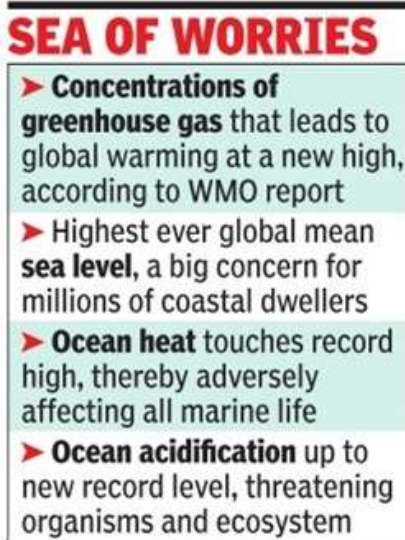 SEA OF WORRIES
➤ Concentrations of
greenhouse gas that leads to
global warming at a new high,
according to WMO report
➤ Highest ever global mean
sea level, a big concern for
millions of coastal dwellers
➤ Ocean heat touches record
high, thereby adversely
affecting all marine life
➤ Ocean acidification up to
new record level, threatening
organisms and ecosystem